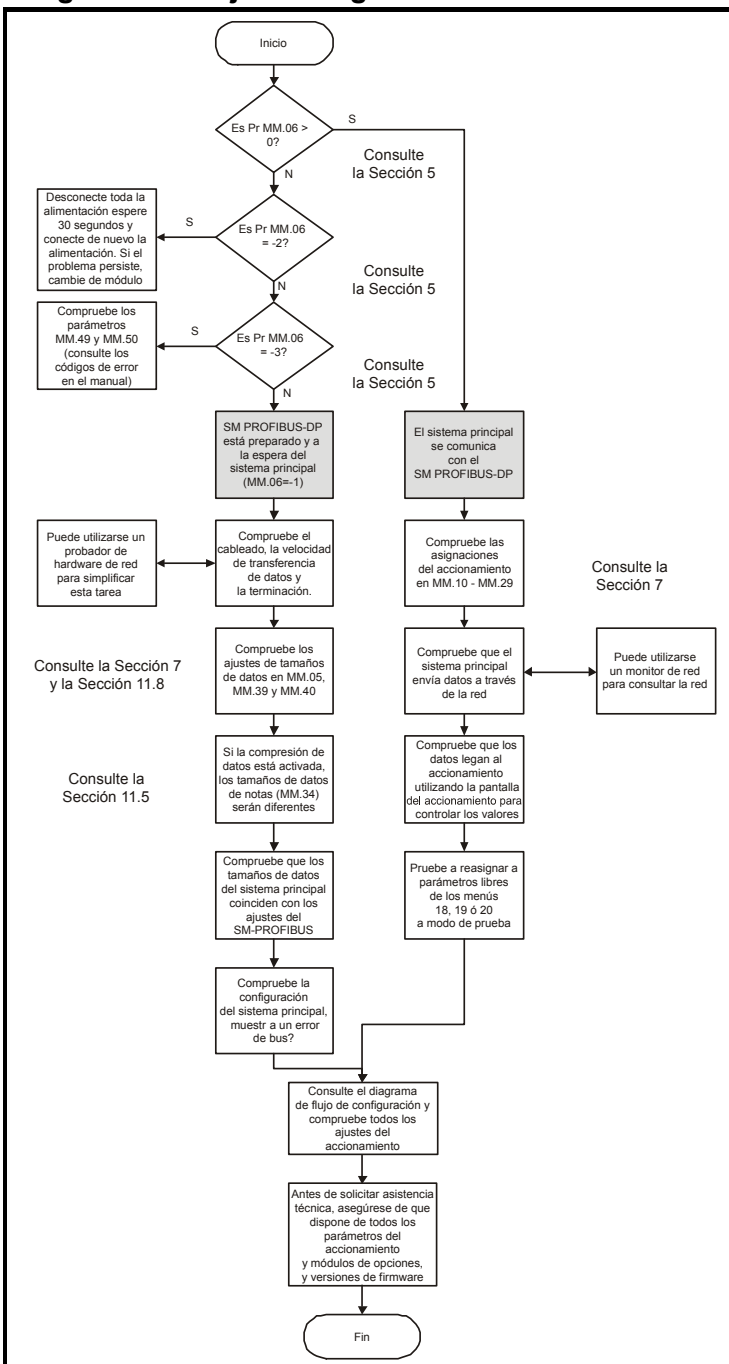 Inicio
Es Pr MM.06 >
0?
S
Consulte
la Sección 5
N
Desconecte toda la
alimentación espere
30 segundos y
conecte de nuevo la
alimentación. Si el
problema persiste,
cambie de módulo
S
Es Pr MM.06
= -2?
Consulte
la Sección 5
N
Compruebe los
parámetros
MM.49 y MM.50
(consulte los
códigos de error
en el manual)
S
Es Pr MM.06
= -3?
Consulte
la Sección 5
N
SM PROFIBUS-DP
está preparado y a
la espera del
sistema principal
(MM.06=-1)
El sistema principal
se comunica
con el
SM PROFIBUS-DP
Puede utilizarse un
probador de
hardware de red
para simplificar
esta tarea
Compruebe el
cableado, la velocidad
de transferencia
de datos y
la terminación.
Compruebe las
asignaciones
del accionamiento
en MM.10 - MM.29
Consulte la
Sección 7
Consulte la Sección 7
y la Sección 11.8
Compruebe los
ajustes de tamaños
de datos en MM.05,
MM.39 y MM.40
Compruebe que el
sistema principal
envía datos a través
de la red
Puede utilizarse
un monitor de red
para consultar la red
Consulte la
Sección 11.5
Si la compresión de
datos está activada,
los tamaños de datos
de notas (MM.34)
serán diferentes
Compruebe que los
datos legan al
accionamiento
utilizando la pantalla
del accionamiento para
controlar los valores
Compruebe que los
tamaños de datos
del sistema principal
coinciden con los
ajustes del
SM-PROFIBUS
Pruebe a reasignar a
parámetros libres
de los menús
18, 19 ó 20
a modo de prueba
Compruebe la
configuración
del sistema principal,
muestr a un error
de bus?
Consulte el diagrama
de flujo de configuración y
compruebe todos los
ajustes del
accionamiento
Antes de solicitar asistencia
técnica, asegúrese de que
dispone de todos los
parámetros del
accionamiento
y módulos de opciones,
y versiones de firmware
Fin